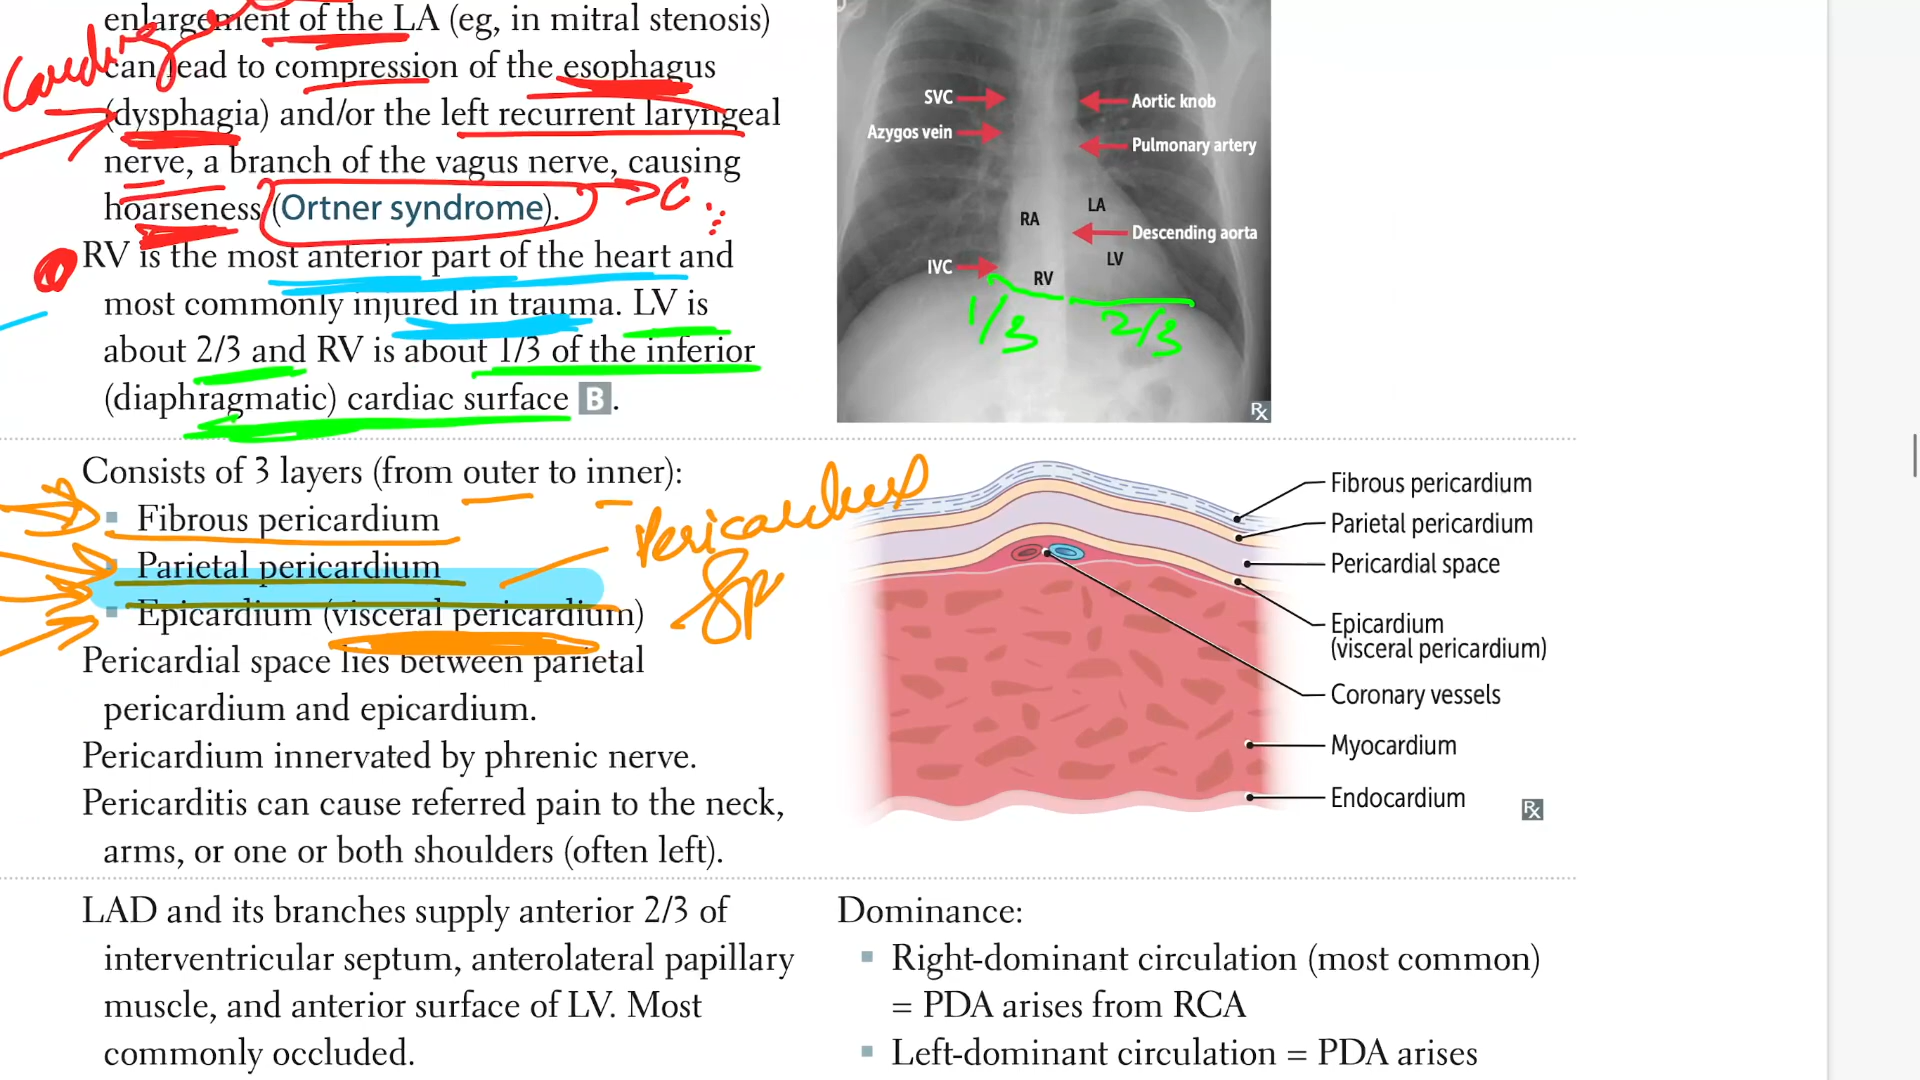 enlargement of the LA (eg, in mitral stenosis)
can lead to compression of the esophagus
(dysphagia) and/or the left recurrent laryngeal
nerve, a branch of the vagus nerve, causing
hoarseness (Ortner syndrome).
RV is the most anterior part of the heart and
most commonly injured in trauma. LV is
about 2/3 and RV is about 1/3 of the inferior
(diaphragmatic) cardiac surface B.
SVC
Azygos vein
IVC
Aortic knob
Pulmonary artery
Descending aorta
RA
LA
LV
RV
1/3
2/3
Rx
Consists of 3 layers (from outer to inner):
▪ Fibrous pericardium
▪ Parietal pericardium
▪ Epicardium (visceral pericardium)
Pericardial space lies between parietal
pericardium and epicardium.
Pericardium innervated by phrenic nerve.
Pericarditis can cause referred pain to the neck,
arms, or one or both shoulders (often left).
Fibrous pericardium
Parietal pericardium
Pericardial space
Epicardium
(visceral pericardium)
Coronary vessels
Myocardium
Endocardium
Rx
LAD and its branches supply anterior 2/3 of
interventricular septum, anterolateral papillary
muscle, and anterior surface of LV. Most
commonly occluded.
Dominance:
▪ Right-dominant circulation (most common)
= PDA arises from RCA
▪ Left-dominant circulation = PDA arises